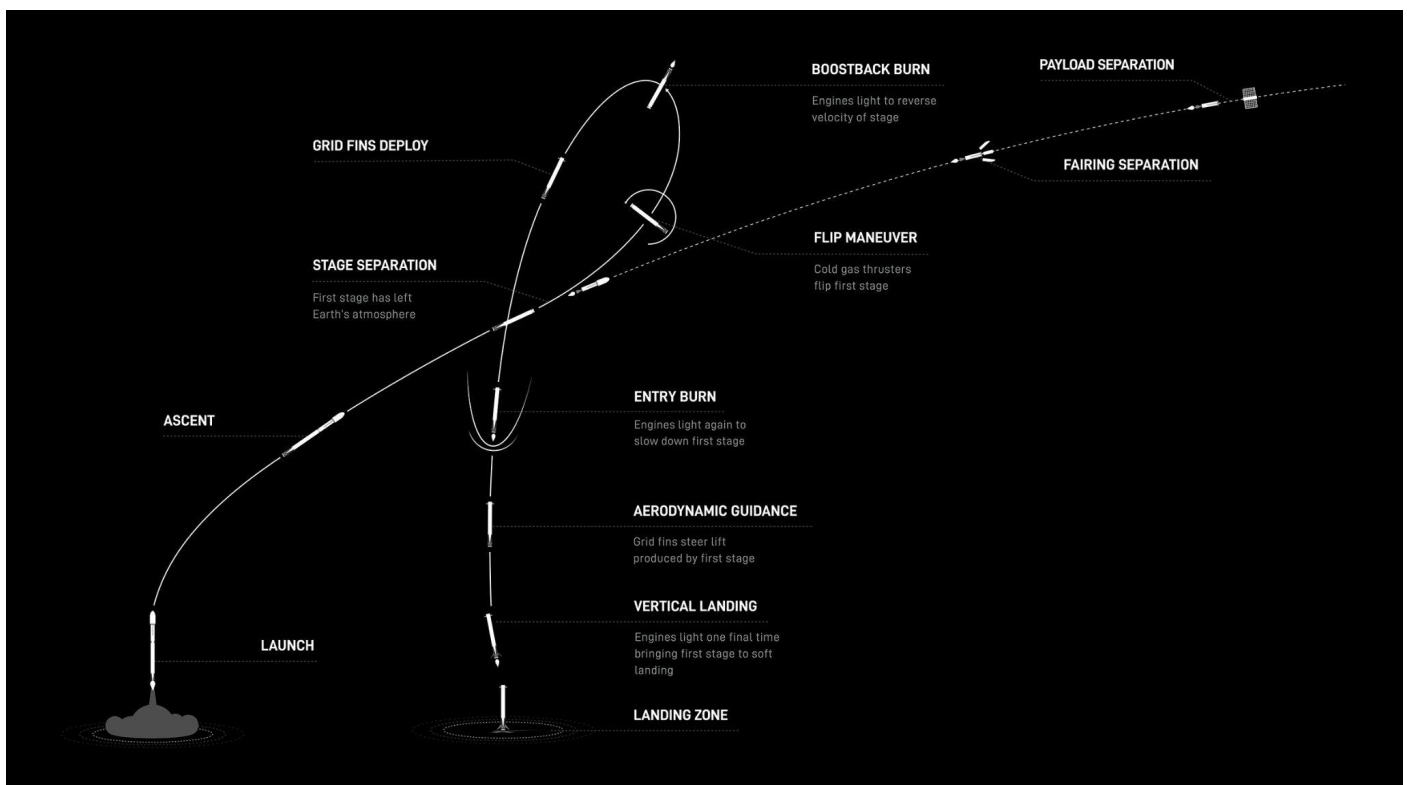 BOOSTBACK BURN
Engines light to reverse
velocity of stage
PAYLOAD SEPARATION
GRID FINS DEPLOY
FAIRING SEPARATION
FLIP MANEUVER
Cold gas thrusters
flip first stage
STAGE SEPARATION
First stage has left
Earth's atmosphere
ENTRY BURN
Engines light again to
slow down first stage
ASCENT
AERODYNAMIC GUIDANCE
Grid fins steer lift
produced by first stage
VERTICAL LANDING
Engines light one final time
bringing first stage to soft
landing
LAUNCH
LANDING ZONE